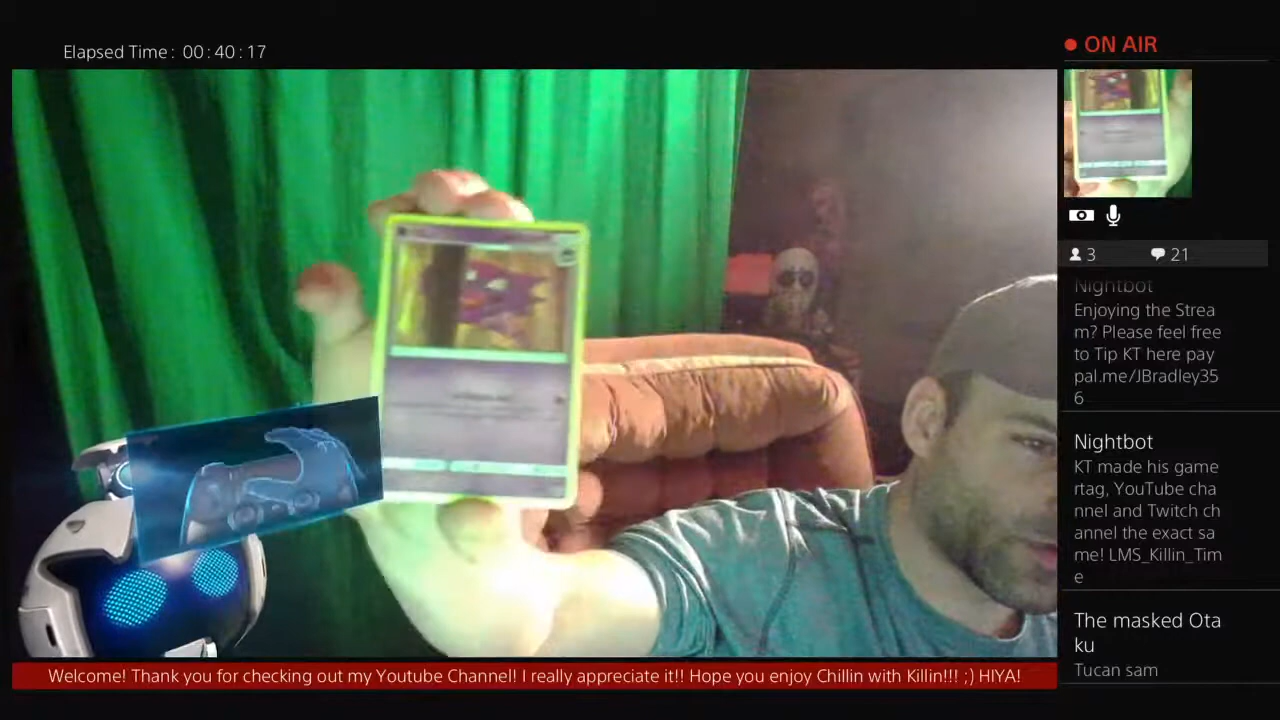 Elapsed Time: 00:40:17
ON AIR
3
21
Nightbot
Enjoying the Strea
m? Please feel free
to Tip KT here pay
pal.me/JBradley35
6
Nightbot
KT made his game
rtag, YouTube cha
nnel and Twitch ch
annel the exact sa
me! LMS_Killin_Tim
e
The masked Ota
ku
Tucan sam
Welcome! Thank you for checking out my Youtube Channel! I really appreciate it!! Hope you enjoy Chillin with Killin!!! ;) HIYA!